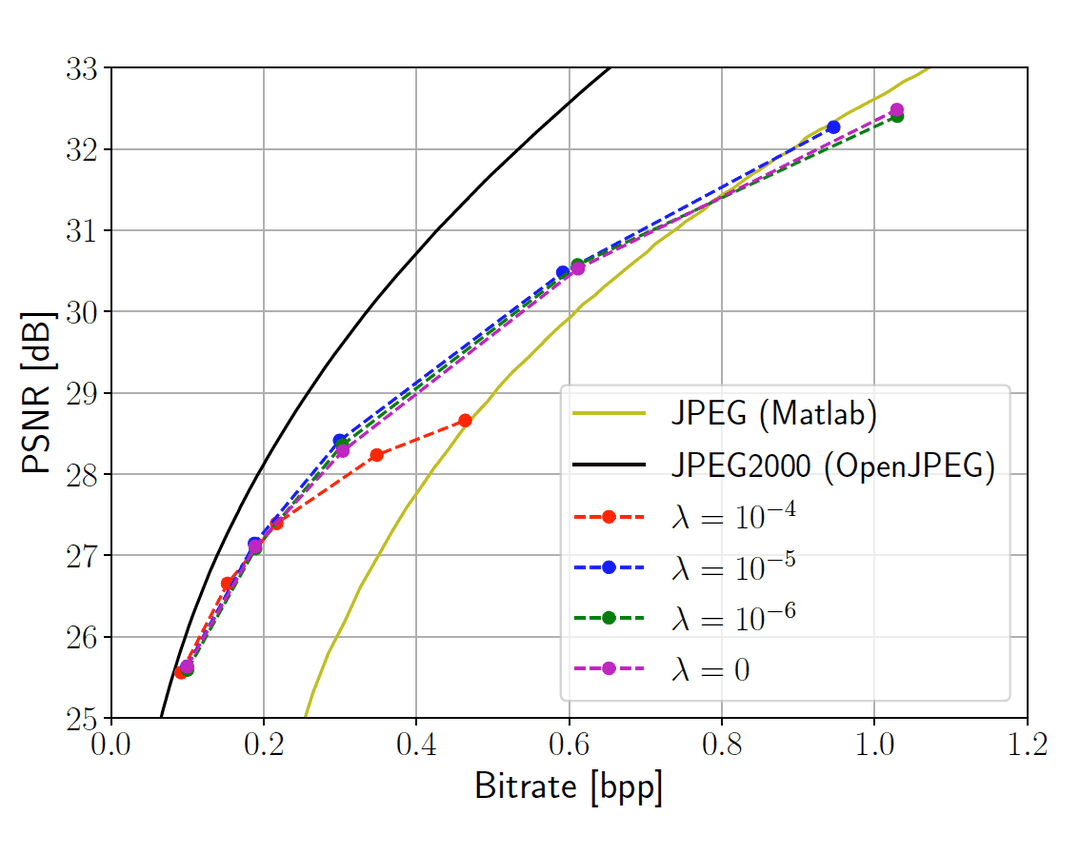 33
32
31
30
29
28
27
26
25
PSNR [dB]
JPEG (Matlab)
JPEG2000 (OpenJPEG)
λ = 10⁻⁴
λ = 10⁻⁵
λ = 10⁻⁶
λ = 0
0.0 0.2 0.4 0.6 0.8 1.0 1.2
Bitrate [bpp]